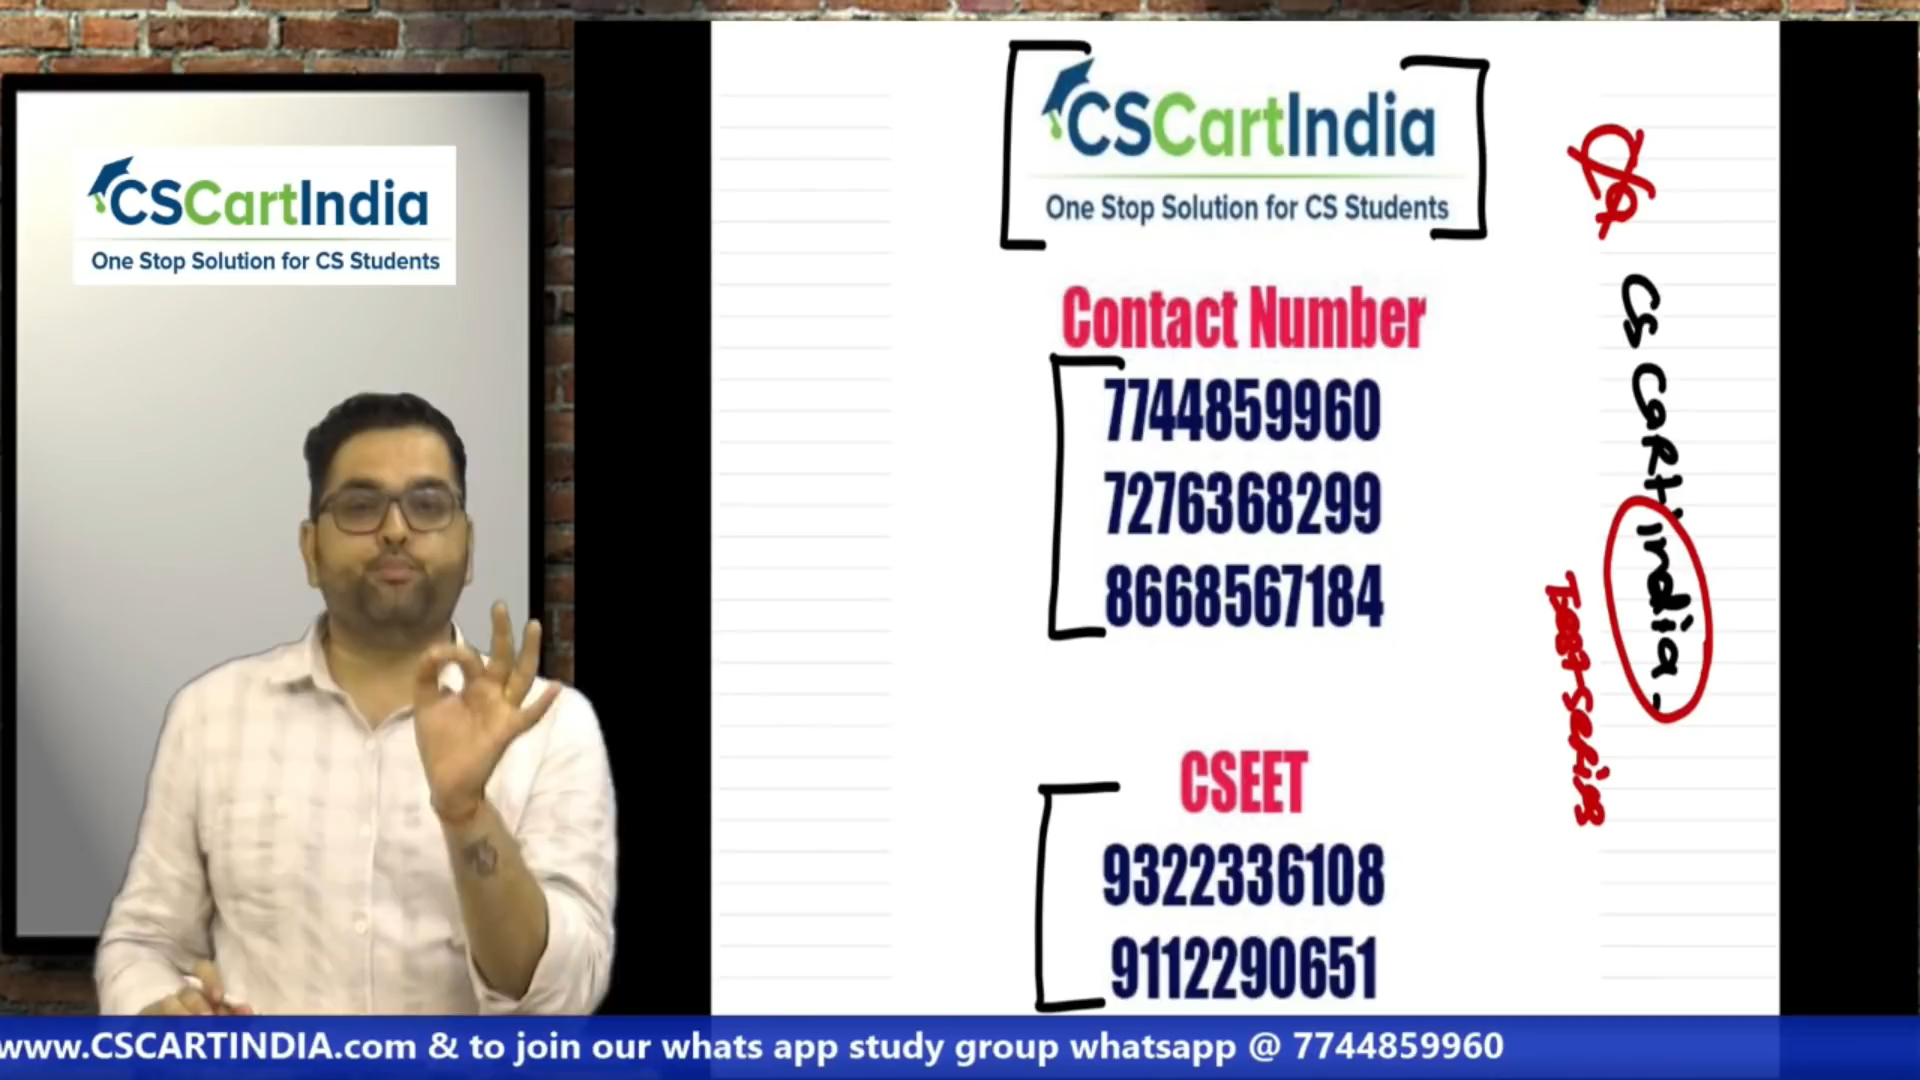 CSCartIndia
One Stop Solution for CS Students
CSCartIndia
One Stop Solution for CS Students
Contact Number
7744859960
7276368299
8668567184
CSEET
9322336108
9112290651
CS CARt india
Test-Series
www.CSCARTINDIA.com & to join our whats app study group whatsapp @ 7744859960